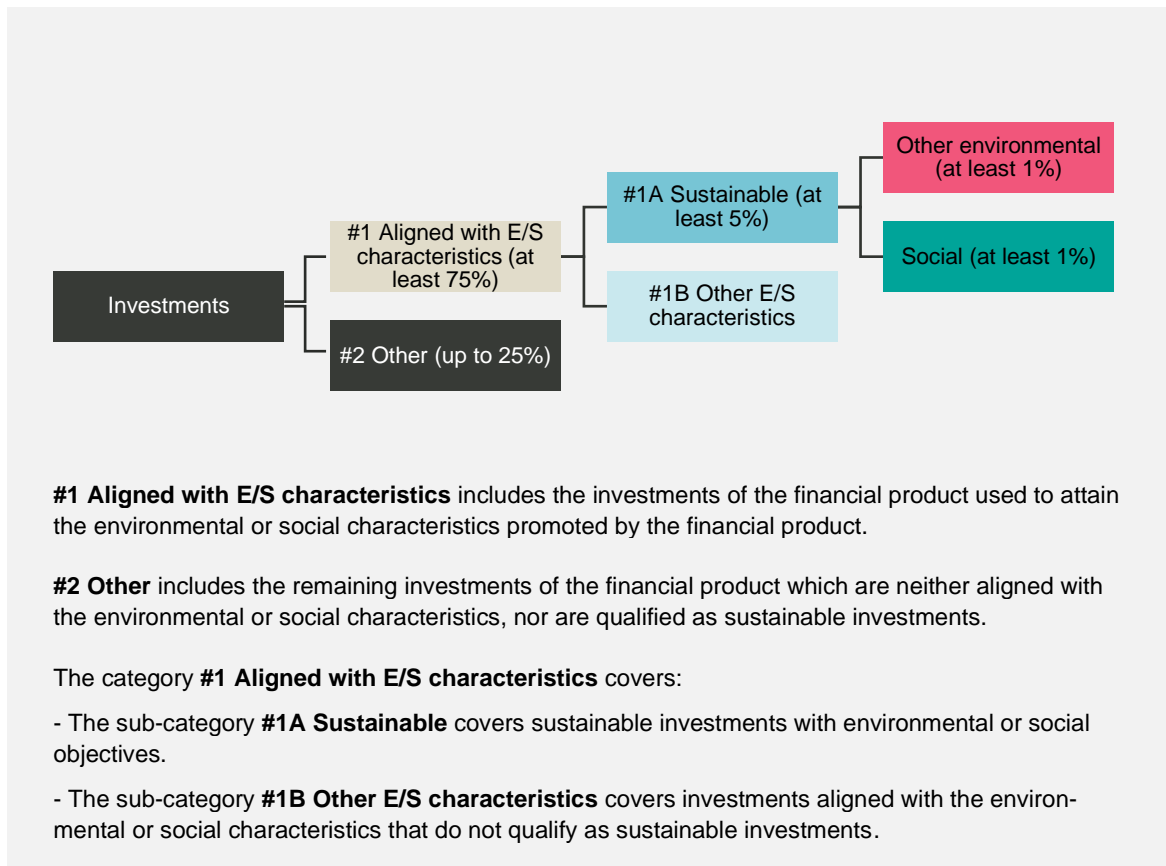 Other environmental
(at least 1%)
#1A Sustainable (at
least 5%)
#1 Aligned with E/S
characteristics (at
least 75%)
Social (at least 1%)
Investments
#1B Other E/S
characteristics
#2 Other (up to 25%)
#1 Aligned with E/S characteristics includes the investments of the financial product used to attain
the environmental or social characteristics promoted by the financial product.
#2 Other includes the remaining investments of the financial product which are neither aligned with
the environmental or social characteristics, nor are qualified as sustainable investments.
The category #1 Aligned with E/S characteristics covers:
- The sub-category #1A Sustainable covers sustainable investments with environmental or social
objectives.
- The sub-category #1B Other E/S characteristics covers investments aligned with the environ-
mental or social characteristics that do not qualify as sustainable investments.